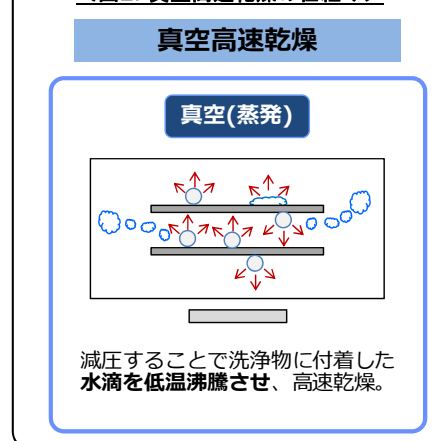 真空高速乾燥
真空(蒸発)
減圧することで洗浄物に付着した
水滴を低温沸騰させ、高速乾燥。